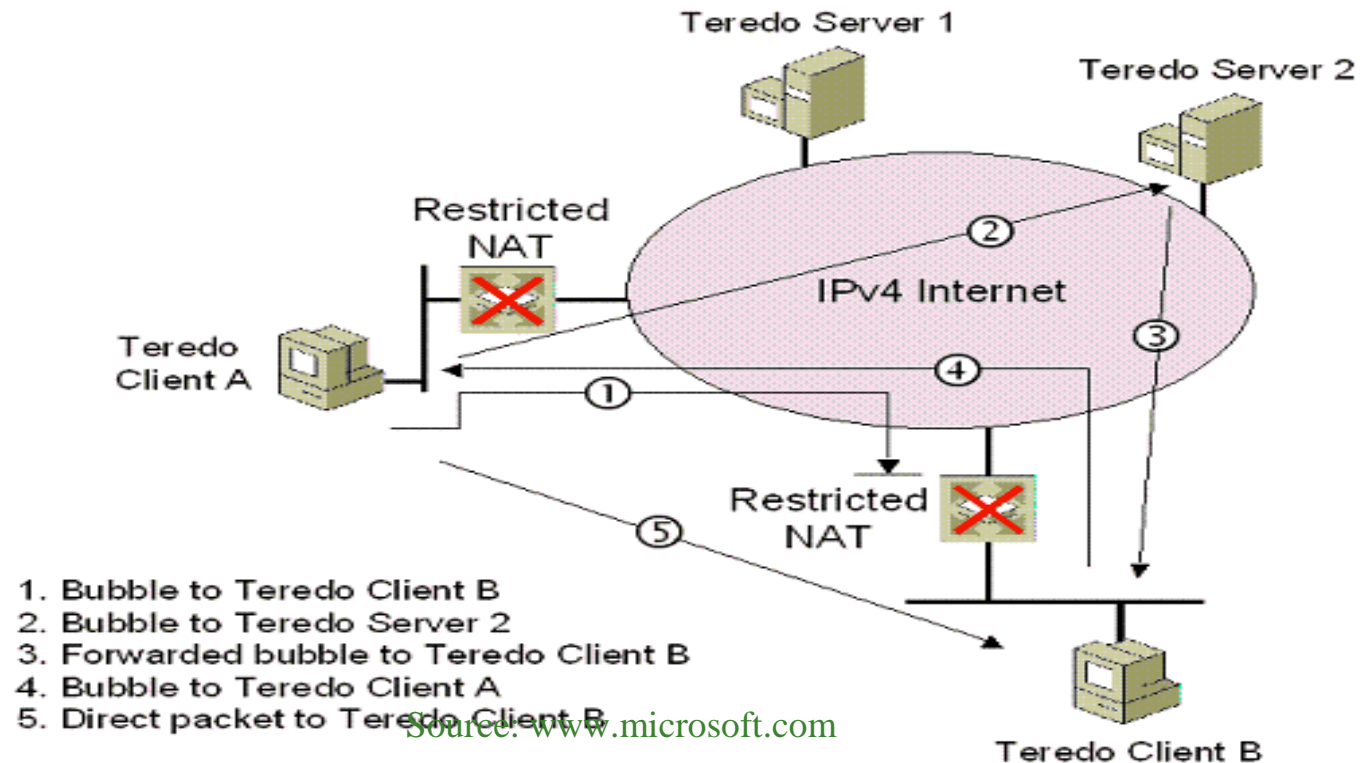 Teredo Server 1
Teredo Server 2
Restricted
NAT
②
IPv4 Internet
③
Teredo
Client A
④
①
Restricted
NAT
⑤
1. Bubble to Teredo Client B
2. Bubble to Teredo Server 2
3. Forwarded bubble to Teredo Client B
4. Bubble to Teredo Client A
5. Direct packet to Teredo Client B
Source: www.microsoft.com
Teredo Client B